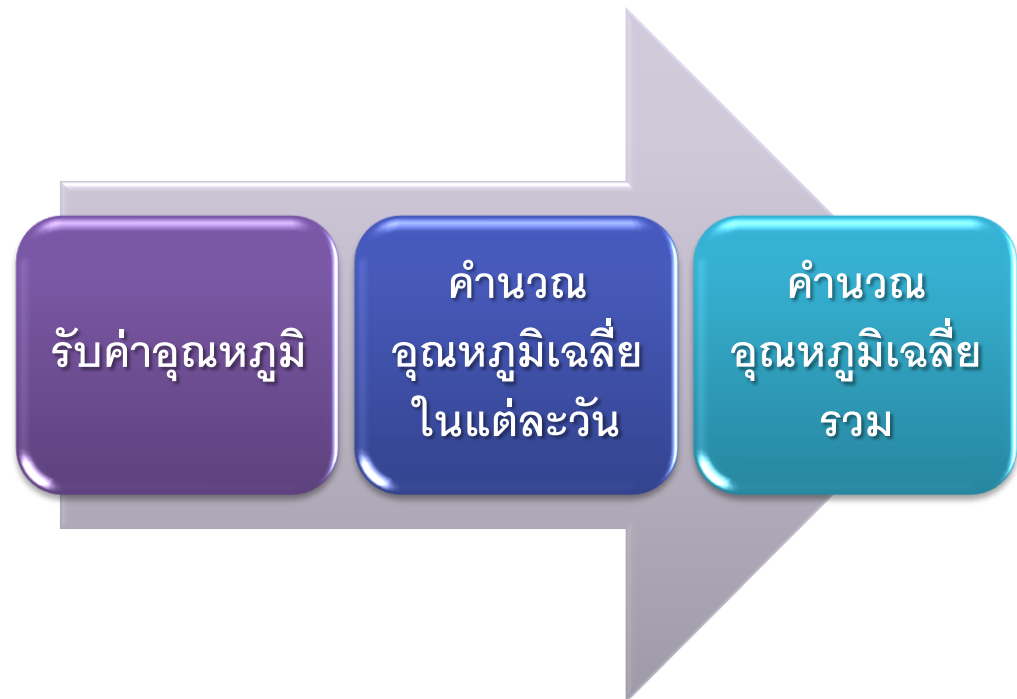 รับค่าอุณหภูมิ
คำนวณ
อุณหภูมิเฉลี่ย
ในแต่ละวัน
คำนวณ
อุณหภูมิเฉลี่ย
รวม